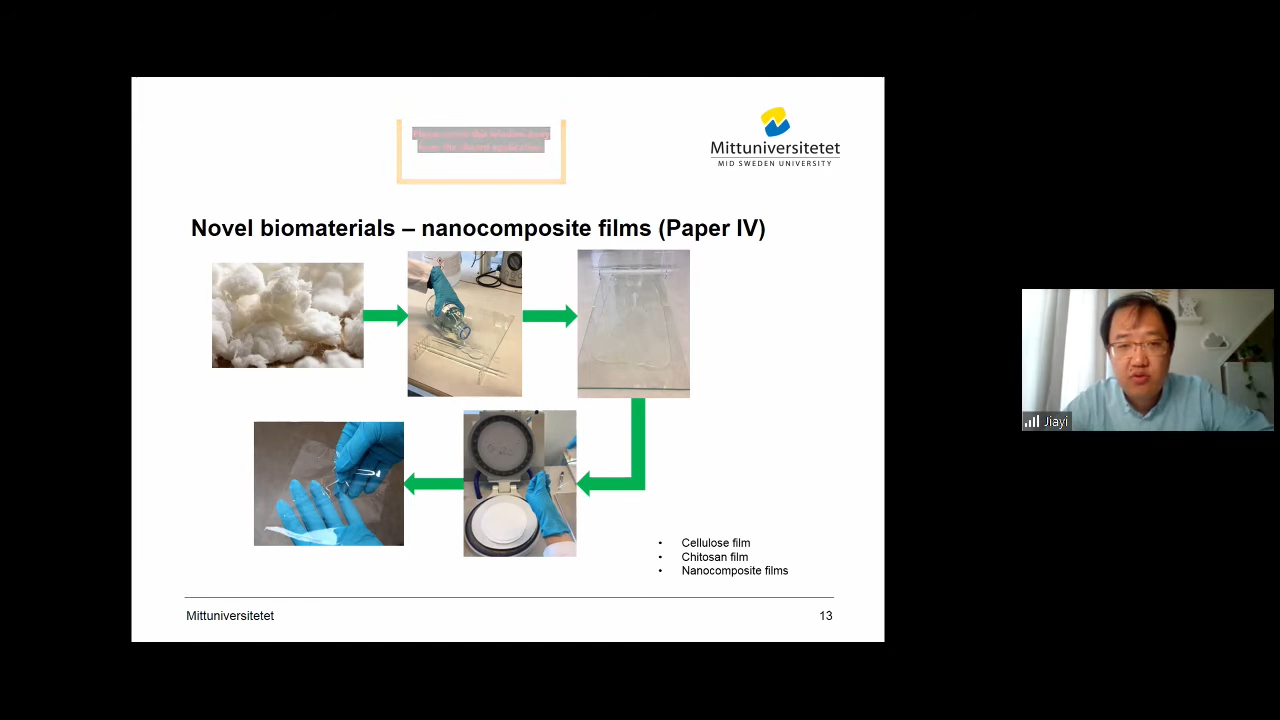 Mittuniversitetet
MID SWEDEN UNIVERSITY
Novel biomaterials – nanocomposite films (Paper IV)
• Cellulose film
• Chitosan film
• Nanocomposite films
Mittuniversitetet
13
Jiayi